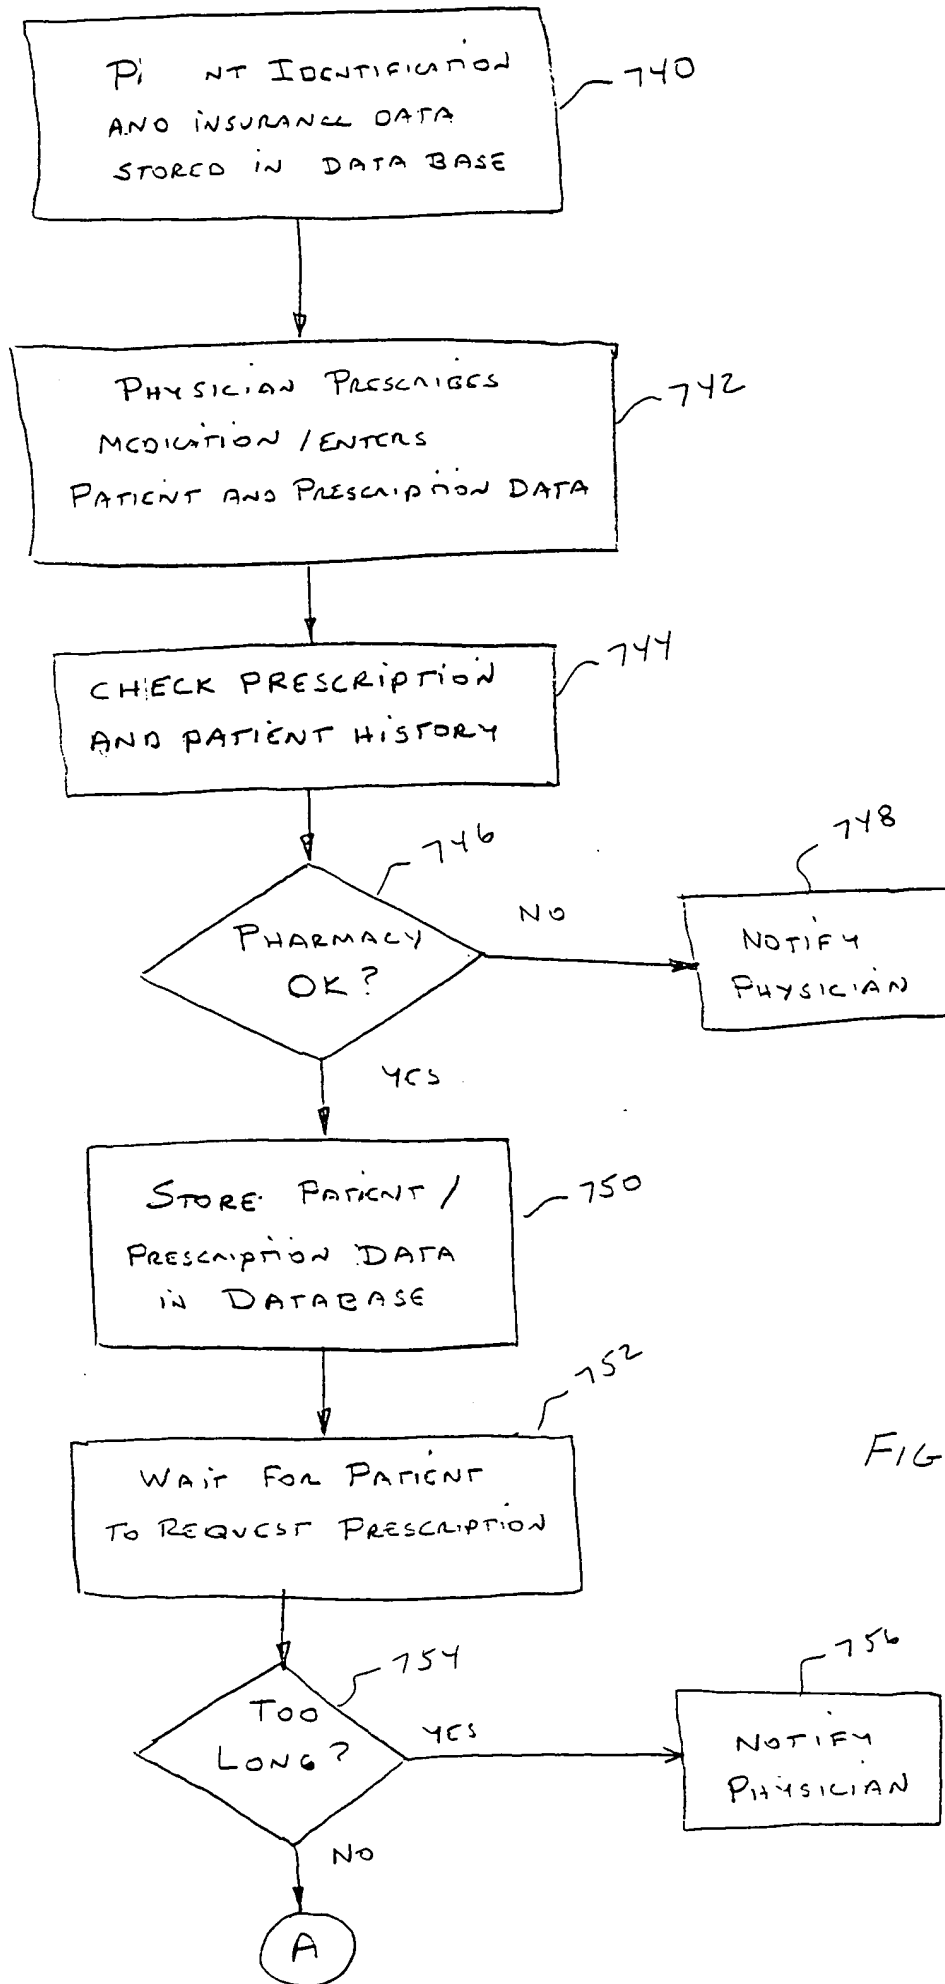 Pi NT IDENTIFICATION
AND INSURANCE DATA
STORED IN DATA BASE
740
PHYSICIAN PRESCRIBES
MEDICATION / ENTERS
PATIENT AND PRESCRIPTION DATA
742
CHECK PRESCRIPTION
AND PATIENT HISTORY
744
746
PHARMACY
OK?
NO
748
NOTIFY
PHYSICIAN
YES
STORE PATIENT /
PRESCRIPTION DATA
IN DATABASE
750
752
WAIT FOR PATIENT
TO REQUEST PRESCRIPTION
FIG
754
TOO
LONG?
YES
756
NOTIFY
PHYSICIAN
NO
A